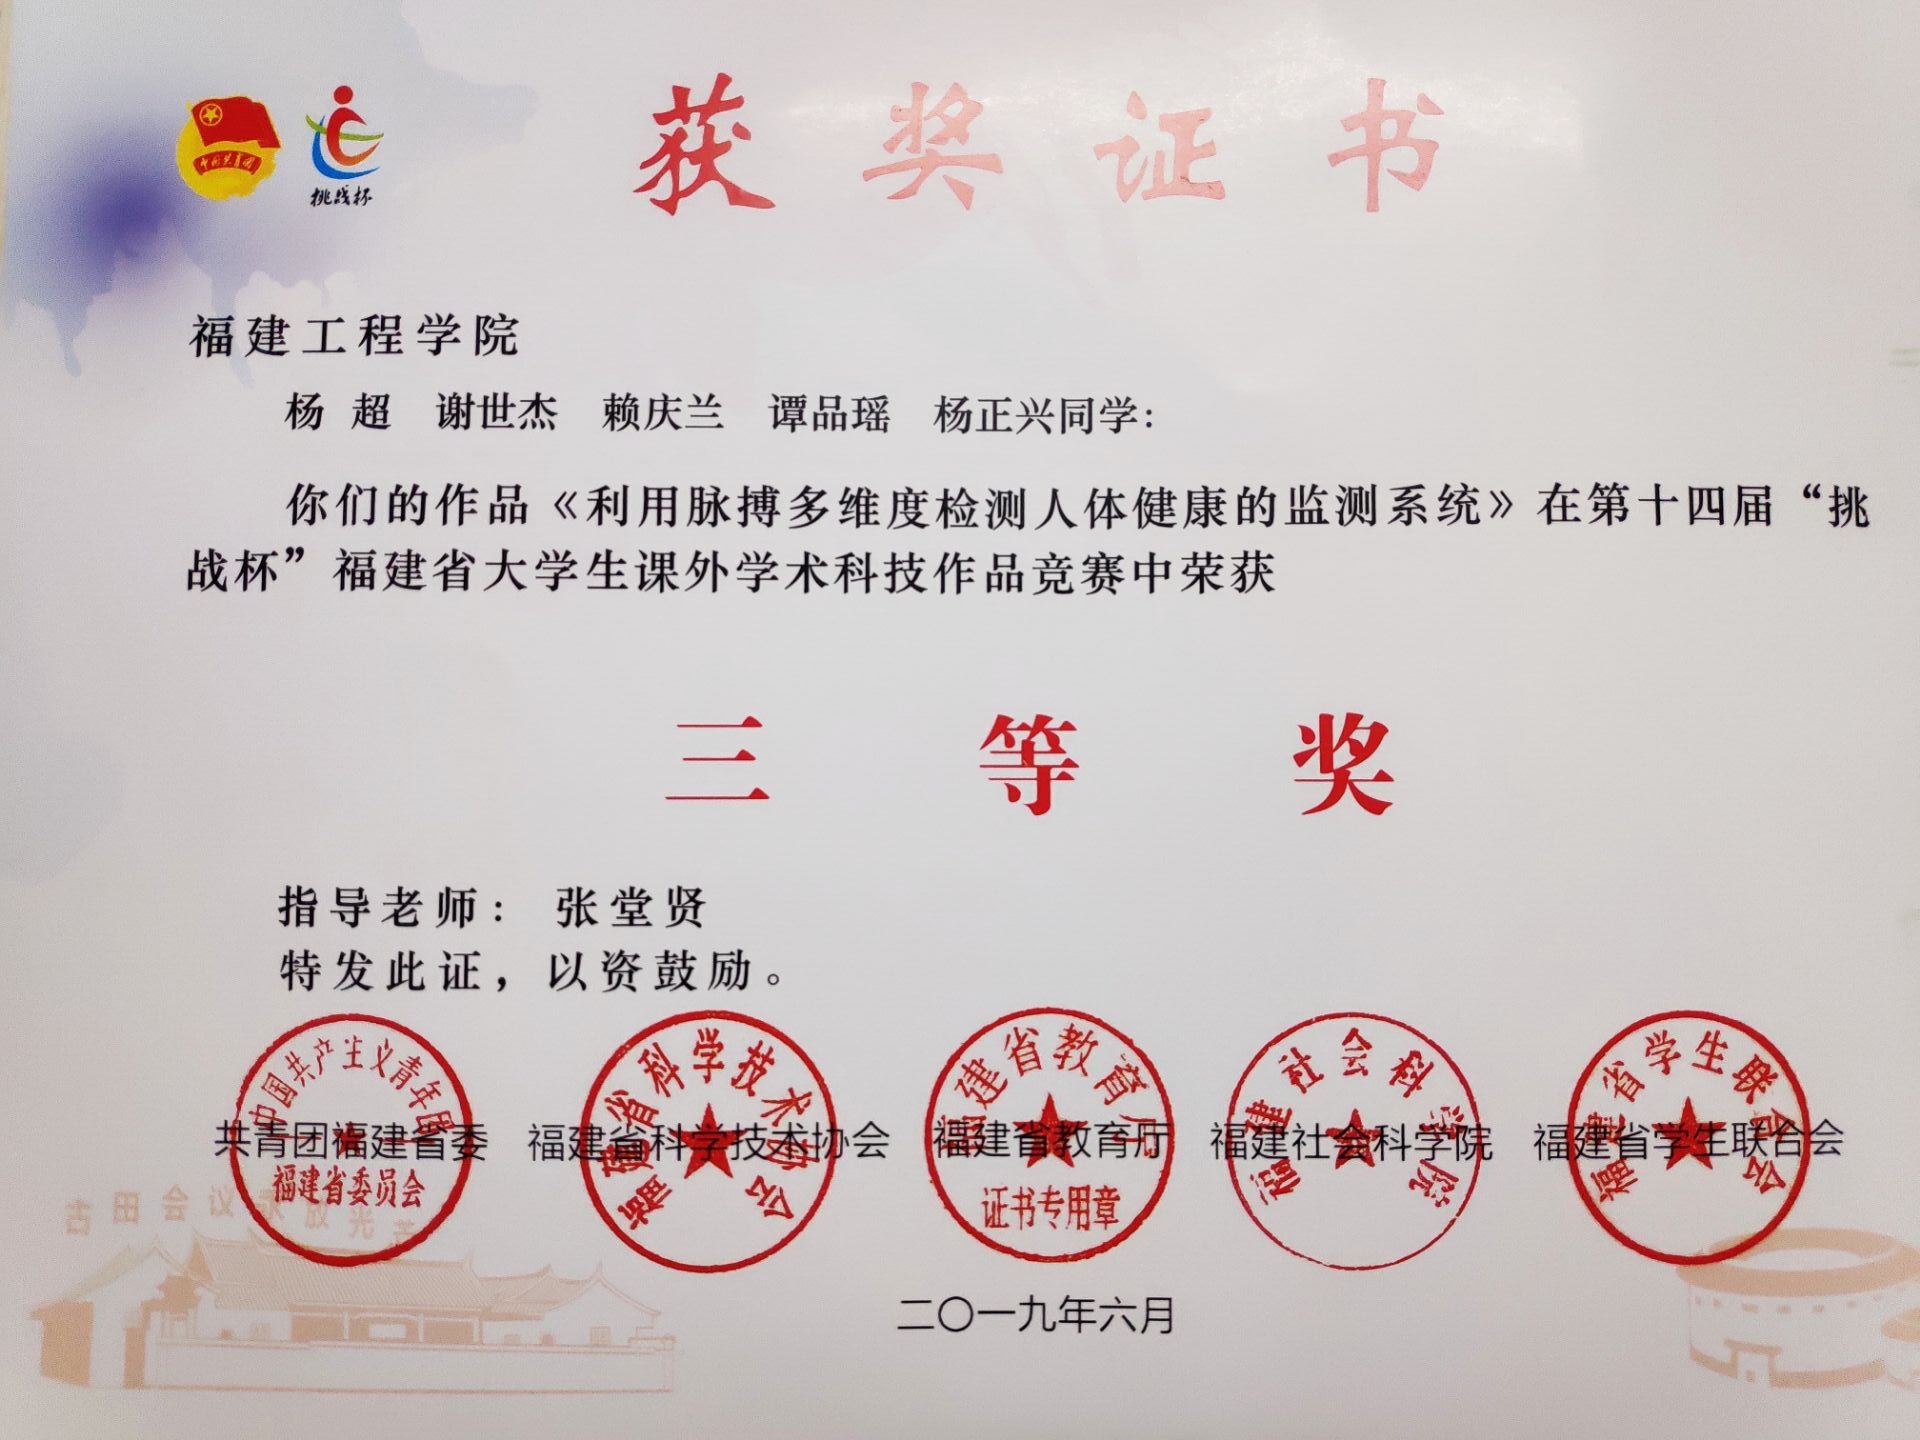 中国共青团
挑战杯
获奖证书
福建工程学院
杨超 谢世杰 赖庆兰 谭品瑶 杨正兴同学：
你们的作品《利用脉搏多维度检测人体健康的监测系统》在第十四届“挑
战杯”福建省大学生课外学术科技作品竞赛中荣获
三等奖
指导老师： 张堂贤
特发此证，以资鼓励。
中国共产主义青年团
福建省委员会
福建省科学技术协会
福建省教育厅
证书专用章
福建社会科学院
福建省学生联合会
共青团福建省委 福建省科学技术协会 福建省教育厅 福建社会科学院 福建省学生联合会
古田会议永放光芒
二〇一九年六月